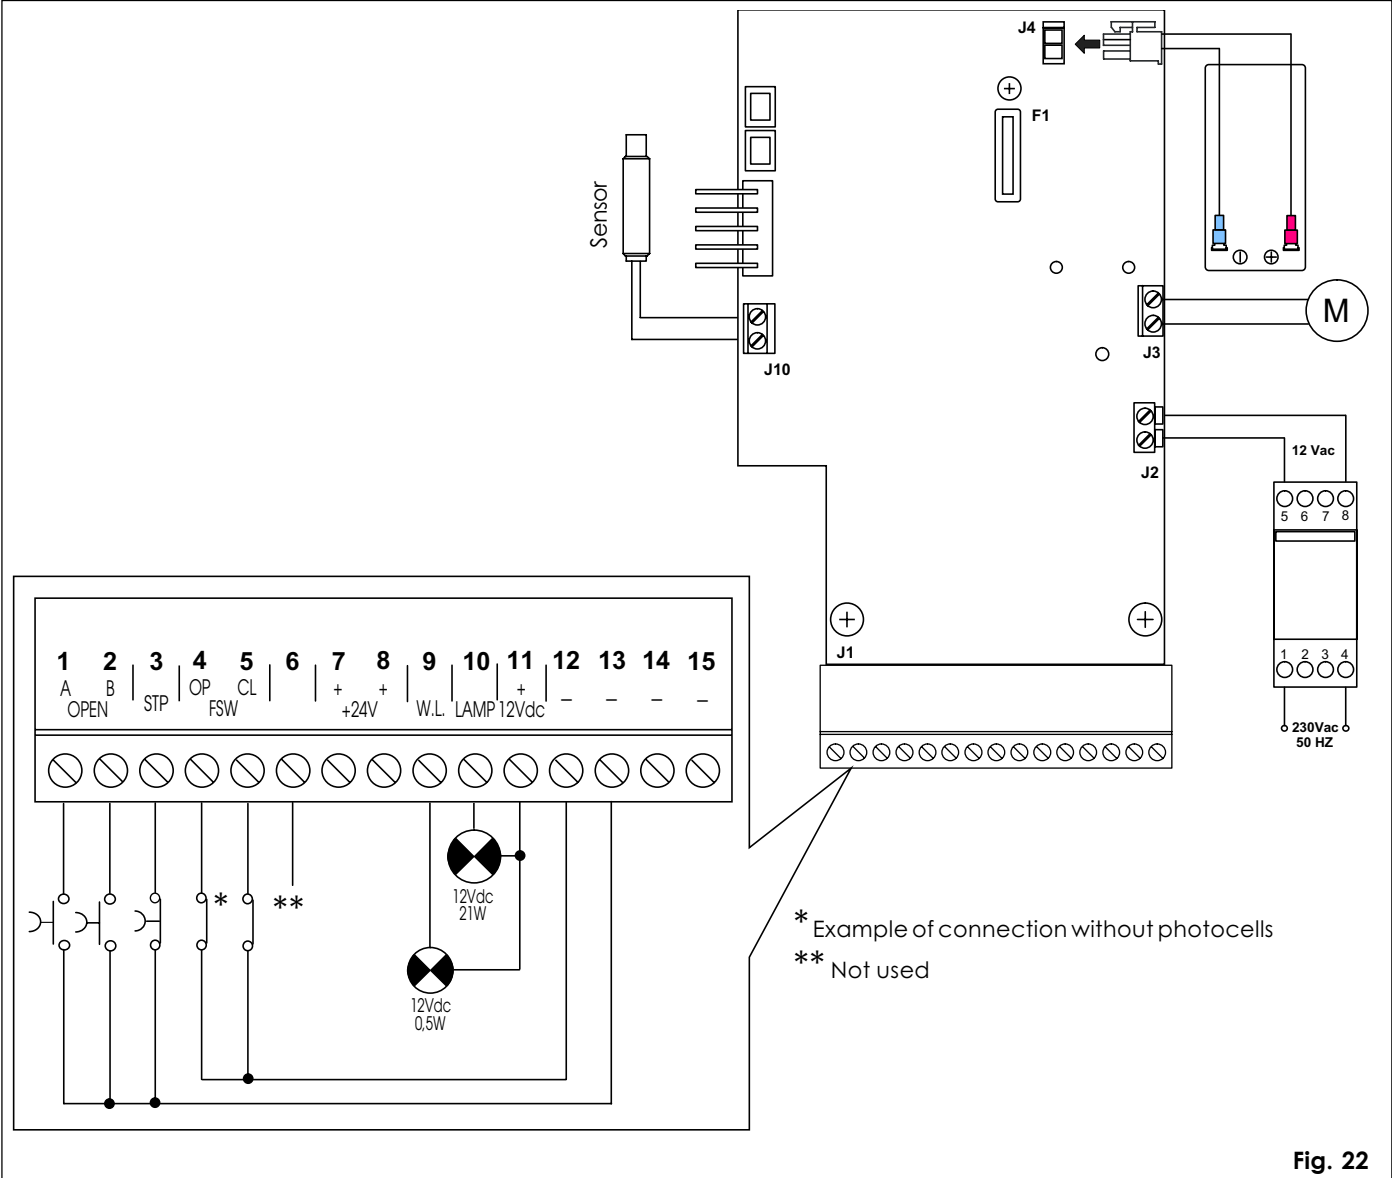 J4
F1
Sensor
J10
J3
M
12 Vac
J2
5 6 7 8
1 2 3 4
230Vac
50 HZ
J1
1 2 3 4 5 6 7 8 9 10 11 12 13 14 15
A B OP CL + + + – – – –
OPEN STP FSW +24V W.L. LAMP 12Vdc
* **
12Vdc
21W
12Vdc
0,5W
* Example of connection without photocells
** Not used
Fig. 22